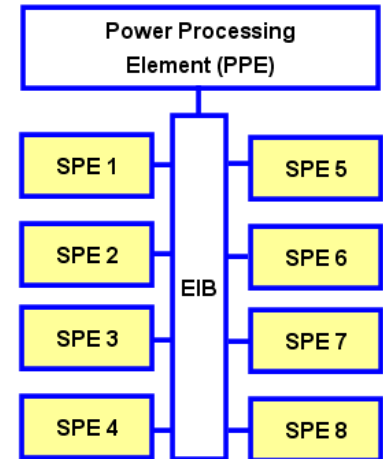 Power Processing
Element (PPE)
SPE 1
SPE 5
SPE 2
SPE 6
EIB
SPE 3
SPE 7
SPE 4
SPE 8